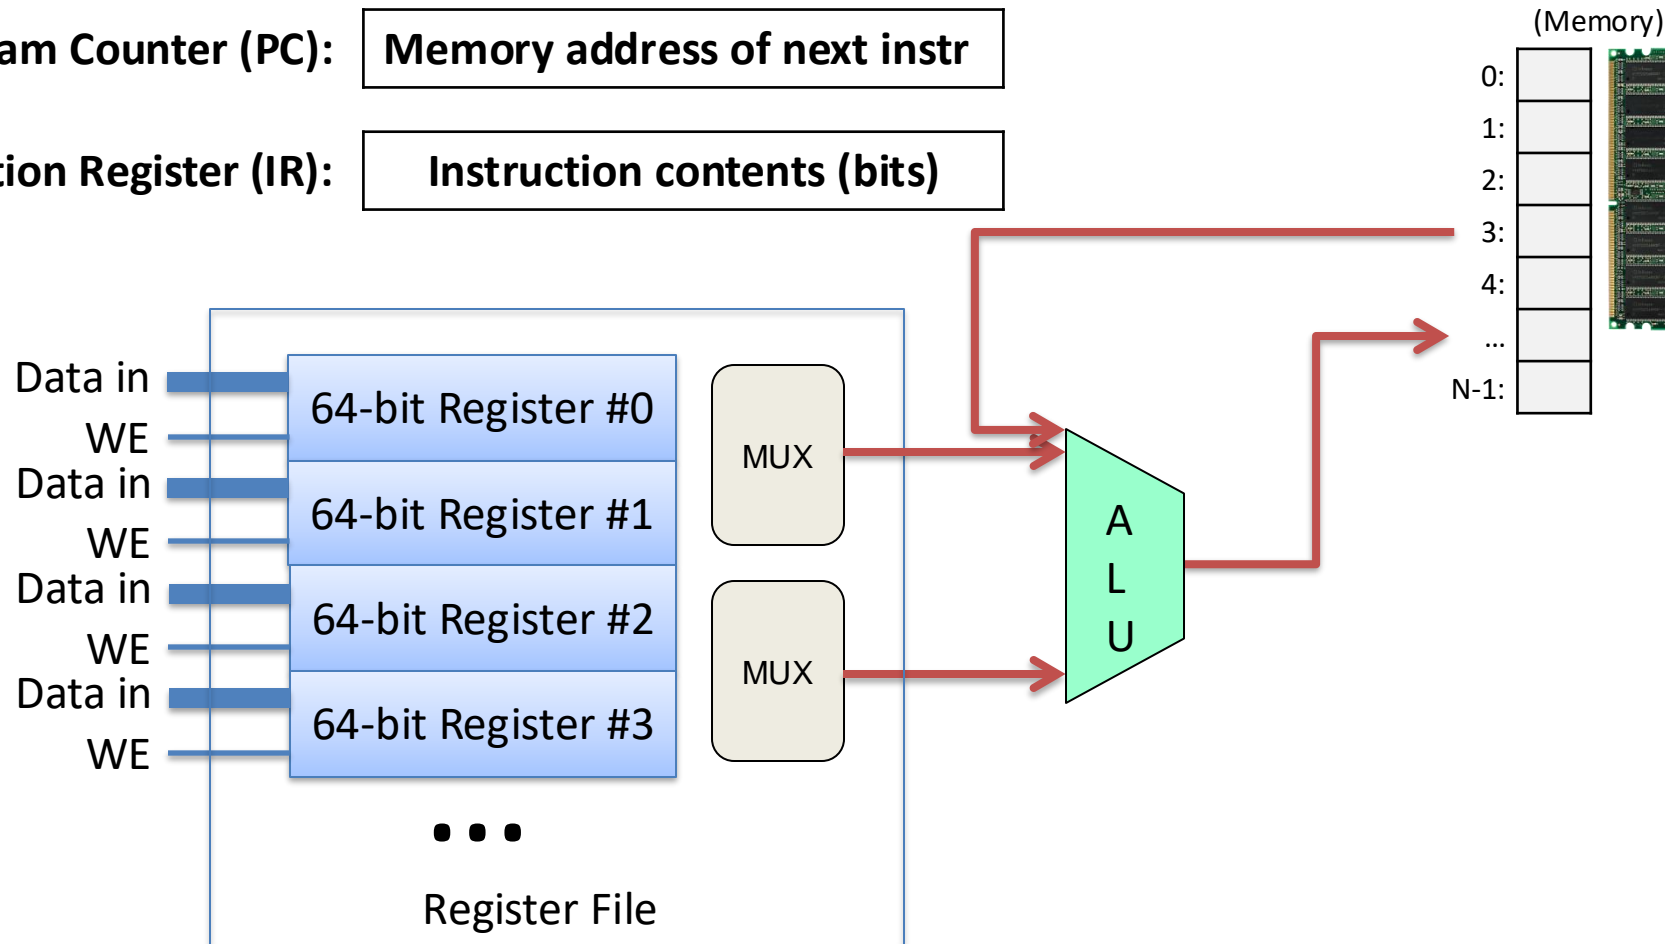 (Memory)
am Counter (PC):
Memory address of next instr
tion Register (IR):
Instruction contents (bits)
0:
1:
2:
3:
4:
...
N-1:
Data in
WE
Data in
WE
Data in
WE
Data in
WE
64-bit Register #0
64-bit Register #1
64-bit Register #2
64-bit Register #3
MUX
MUX
A
L
U
...
Register File